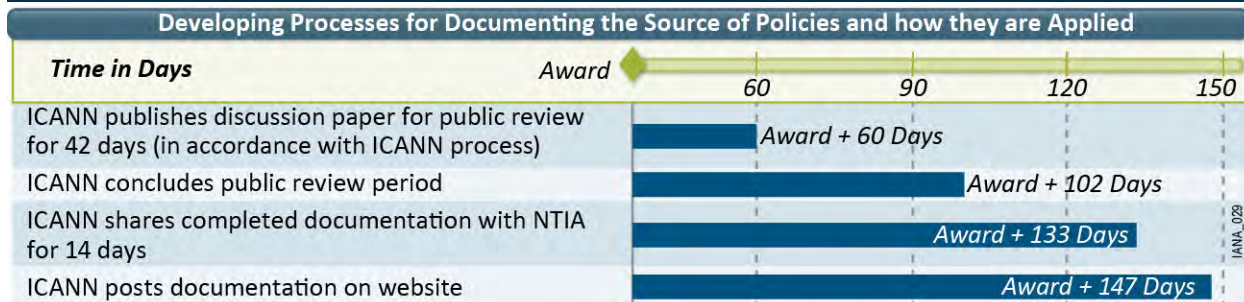 Developing Processes for Documenting the Source of Policies and how they are Applied
Time in Days
Award
60 90 120 150
ICANN publishes discussion paper for public review
for 42 days (in accordance with ICANN process)
Award + 60 Days
ICANN concludes public review period
Award + 102 Days
ICANN shares completed documentation with NTIA
for 14 days
Award + 133 Days
ICANN posts documentation on website
Award + 147 Days
IANA_029